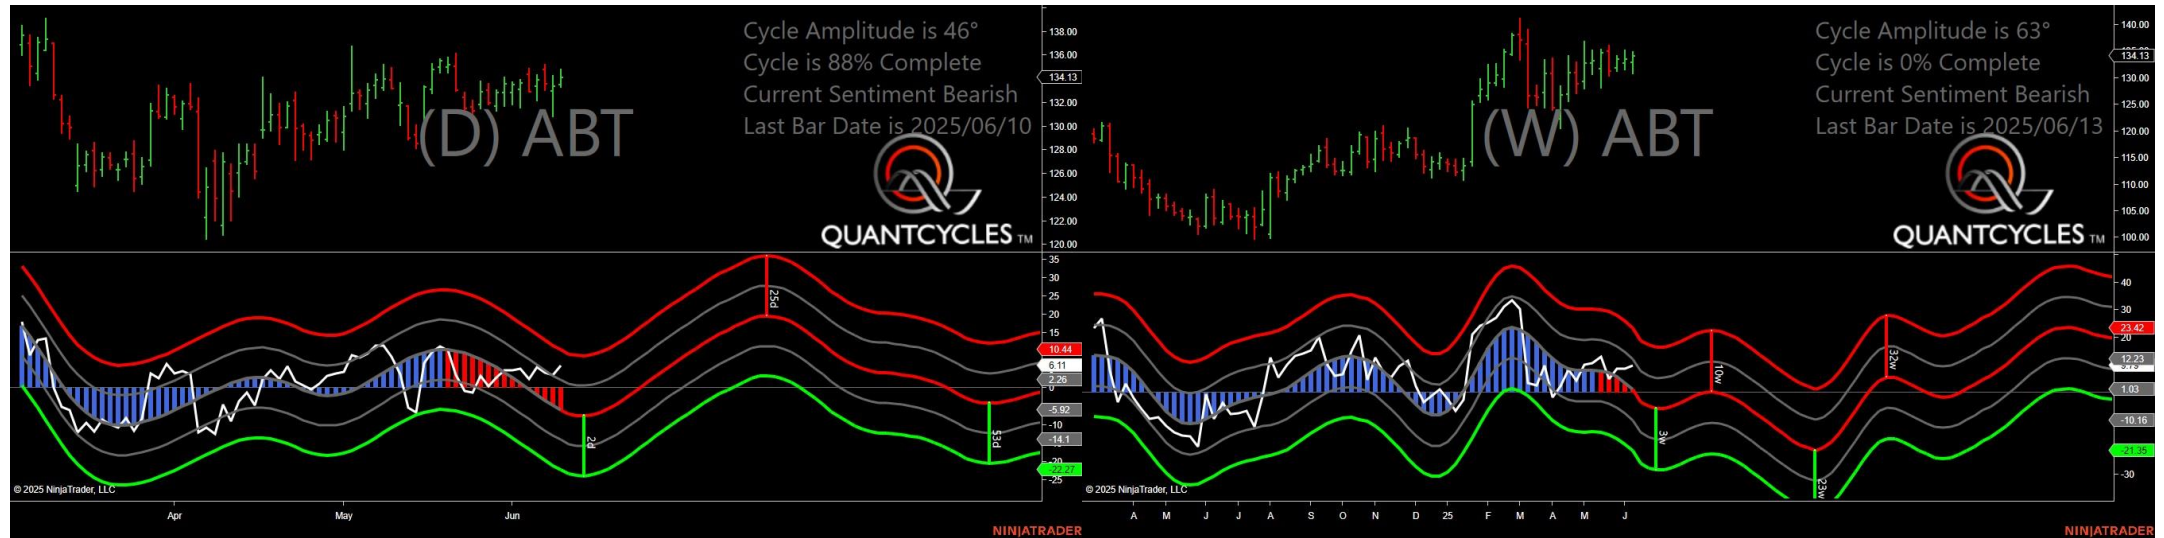 Cycle Amplitude is 46°
Cycle is 88% Complete
Current Sentiment Bearish
Last Bar Date is 2025/06/10
(D) ABT
QUANTCYCLES TM
138.00
136.00
134.13
132.00
130.00
128.00
126.00
124.00
122.00
120.00
35
30
25
20
15
10.44
6.11
2.26
0
-5.92
-10
-14.1
-20
-22.27
-25
25d
2d
53d
© 2025 NinjaTrader, LLC
Apr May Jun
NINJATRADER
Cycle Amplitude is 63°
Cycle is 0% Complete
Current Sentiment Bearish
Last Bar Date is 2025/06/13
(W) ABT
QUANTCYCLES TM
140.00
134.13
130.00
125.00
120.00
115.00
110.00
105.00
100.00
40
30
23.42
20
12.23
9.79
1.03
-10.16
-21.35
-30
10w
32w
3w
23w
© 2025 NinjaTrader, LLC
A M J J A S O N D 25 F M A M J
NINJATRADER